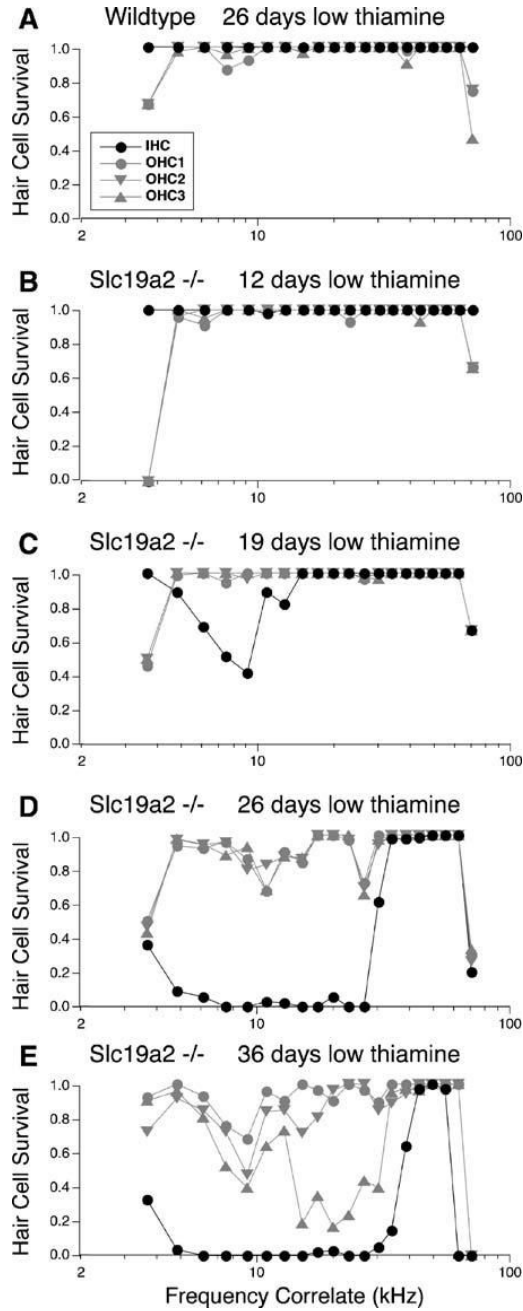 A Wildtype 26 days low thiamine
Hair Cell Survival
1.0
0.8
0.6
0.4
0.2
0.0
IHC
OHC1
OHC2
OHC3
2 10 100
B Slc19a2 -/- 12 days low thiamine
Hair Cell Survival
1.0
0.8
0.6
0.4
0.2
0.0
2 10 100
C Slc19a2 -/- 19 days low thiamine
Hair Cell Survival
1.0
0.8
0.6
0.4
0.2
0.0
2 10 100
D Slc19a2 -/- 26 days low thiamine
Hair Cell Survival
1.0
0.8
0.6
0.4
0.2
0.0
2 10 100
E Slc19a2 -/- 36 days low thiamine
Hair Cell Survival
1.0
0.8
0.6
0.4
0.2
0.0
2 10 100
Frequency Correlate (kHz)